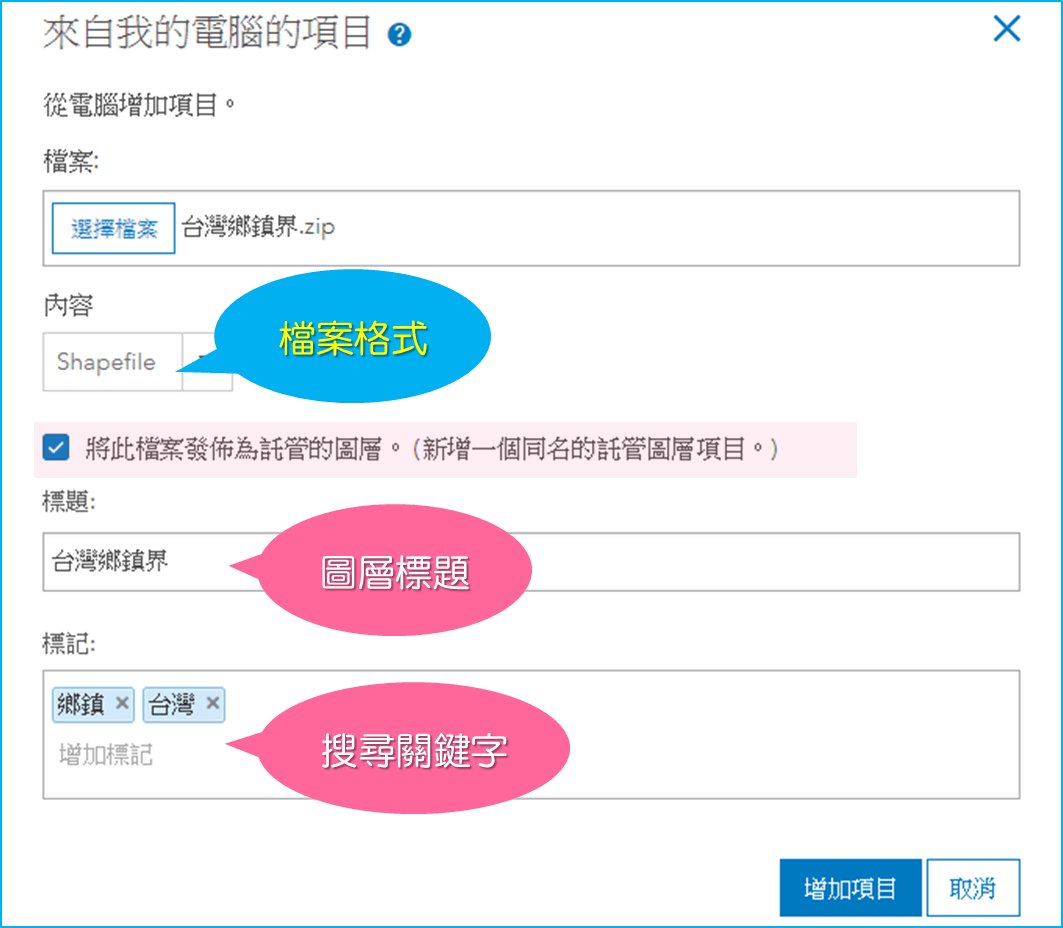 來自我的電腦的項目 ?
從電腦增加項目。
檔案:
選擇檔案 台灣鄉鎮界.zip
內容
檔案格式
Shapefile
將此檔案發佈為託管的圖層。(新增一個同名的託管圖層項目。)
標題:
台灣鄉鎮界
圖層標題
標記:
鄉鎮 × 台灣 ×
增加標記
搜尋關鍵字
增加項目 取消